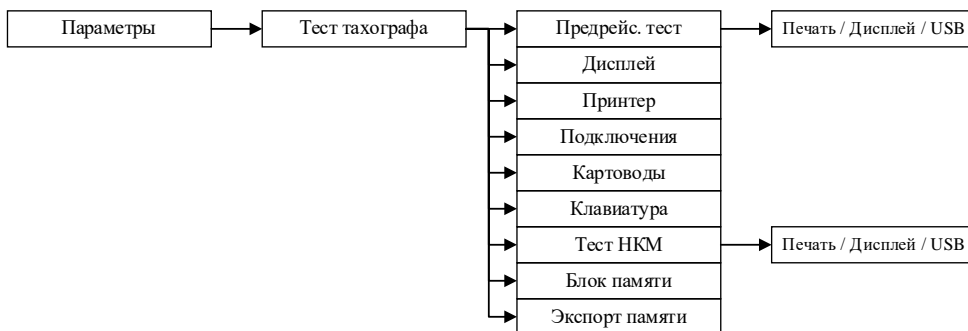 Параметры
Тест тахографа
Предрейс. тест
Печать / Дисплей / USB
Дисплей
Принтер
Подключения
Картоводы
Клавиатура
Тест НКМ
Печать / Дисплей / USB
Блок памяти
Экспорт памяти